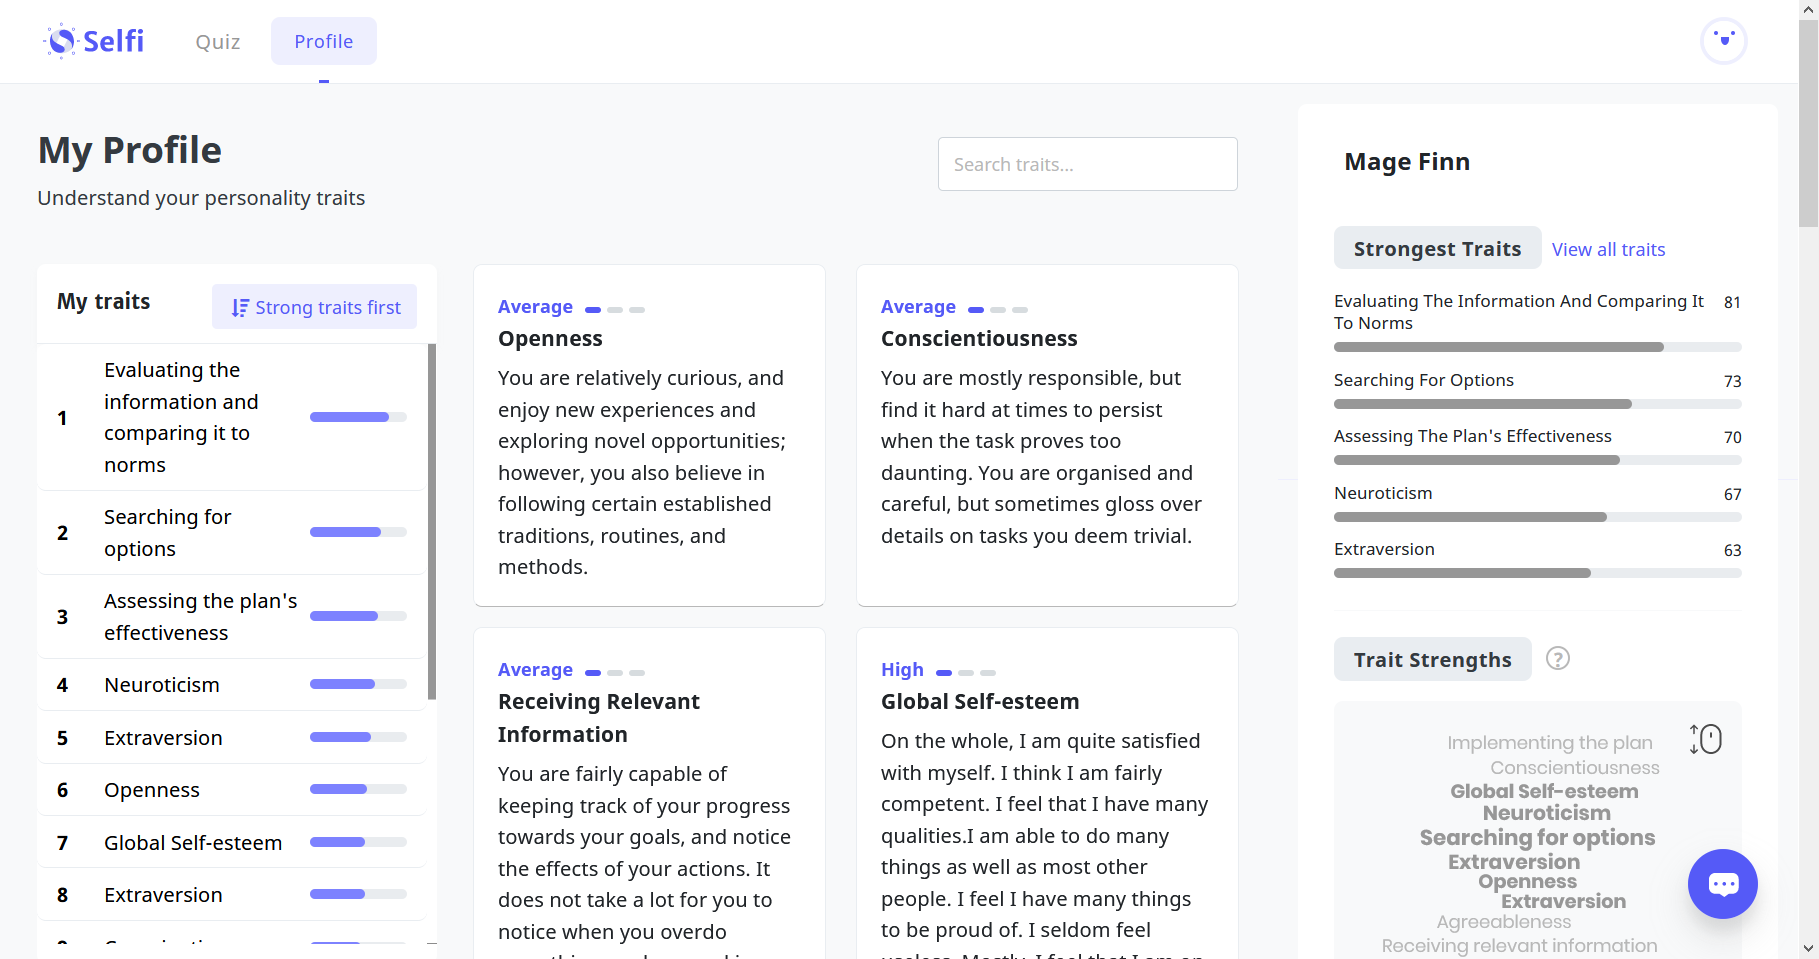 Selfi
Quiz
Profile
My Profile
Understand your personality traits
Search traits...
My traits
Strong traits first
1
Evaluating the
information and
comparing it to
norms
2
Searching for
options
3
Assessing the plan's
effectiveness
4
Neuroticism
5
Extraversion
6
Openness
7
Global Self-esteem
8
Extraversion
Average
Openness
You are relatively curious, and
enjoy new experiences and
exploring novel opportunities;
however, you also believe in
following certain established
traditions, routines, and
methods.
Average
Conscientiousness
You are mostly responsible, but
find it hard at times to persist
when the task proves too
daunting. You are organised and
careful, but sometimes gloss over
details on tasks you deem trivial.
Average
Receiving Relevant
Information
You are fairly capable of
keeping track of your progress
towards your goals, and notice
the effects of your actions. It
does not take a lot for you to
notice when you overdo
High
Global Self-esteem
On the whole, I am quite satisfied
with myself. I think I am fairly
competent. I feel that I have many
qualities.I am able to do many
things as well as most other
people. I feel I have many things
to be proud of. I seldom feel
useless. Mostly, I feel that I am on
Mage Finn
Strongest Traits
View all traits
Evaluating The Information And Comparing It
To Norms
81
Searching For Options
73
Assessing The Plan's Effectiveness
70
Neuroticism
67
Extraversion
63
Trait Strengths
?
Implementing the plan
Conscientiousness
Global Self-esteem
Neuroticism
Searching for options
Extraversion
Openness
Extraversion
Agreeableness
Receiving relevant information